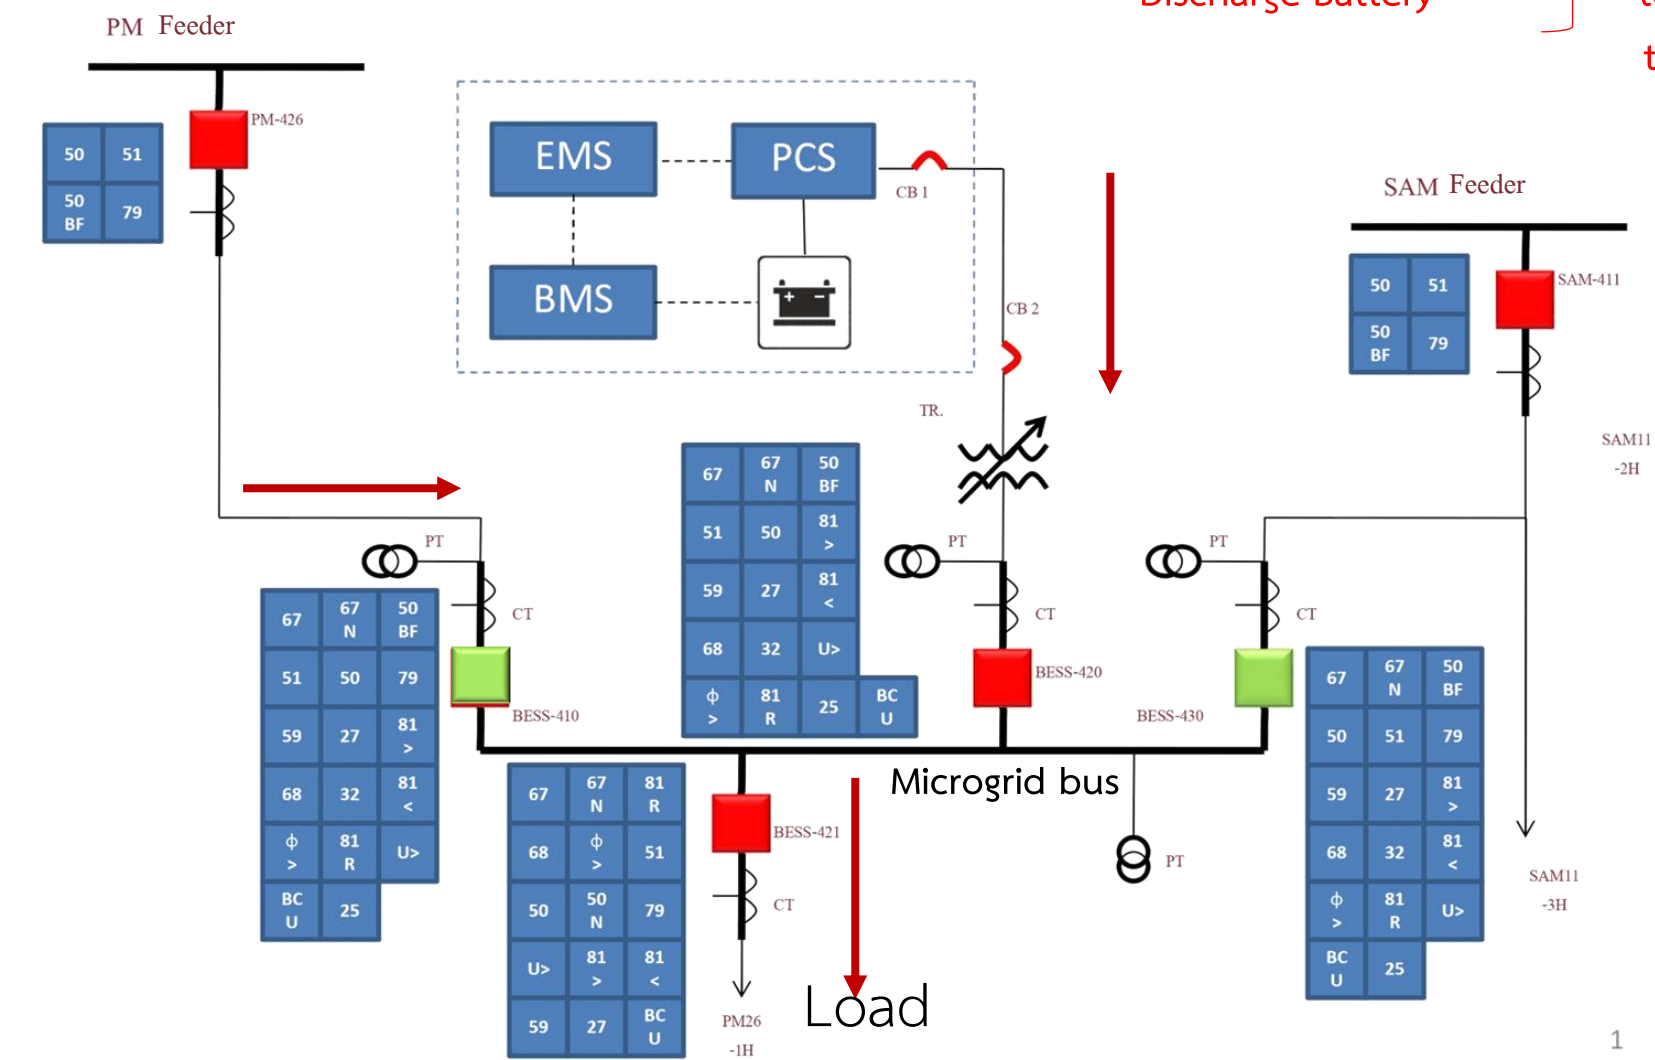 Discharge Battery
PM Feeder
PM-426
50 51
50 BF 79
EMS
PCS
CB 1
BMS
+ −
CB 2
TR.
SAM Feeder
SAM-411
50 51
50 BF 79
SAM11
-2H
PT
CT
BESS-410
67 67 N 50 BF
51 50 79
59 27 81 >
68 32 81 <
ϕ > 81 R U>
BC U 25
67 67 N 50 BF
51 50 81 >
59 27 81 <
68 32 U>
ϕ > 81 R 25 BC U
PT
CT
BESS-420
PT
CT
BESS-430
67 67 N 50 BF
50 51 79
59 27 81 >
68 32 81 <
ϕ > 81 R U>
BC U 25
Microgrid bus
67 67 N 81 R
68 ϕ > 51
50 50 N 79
U> 81 > 81 <
59 27 BC U
BESS-421
CT
PT
SAM11
-3H
Load
PM26
-1H
1